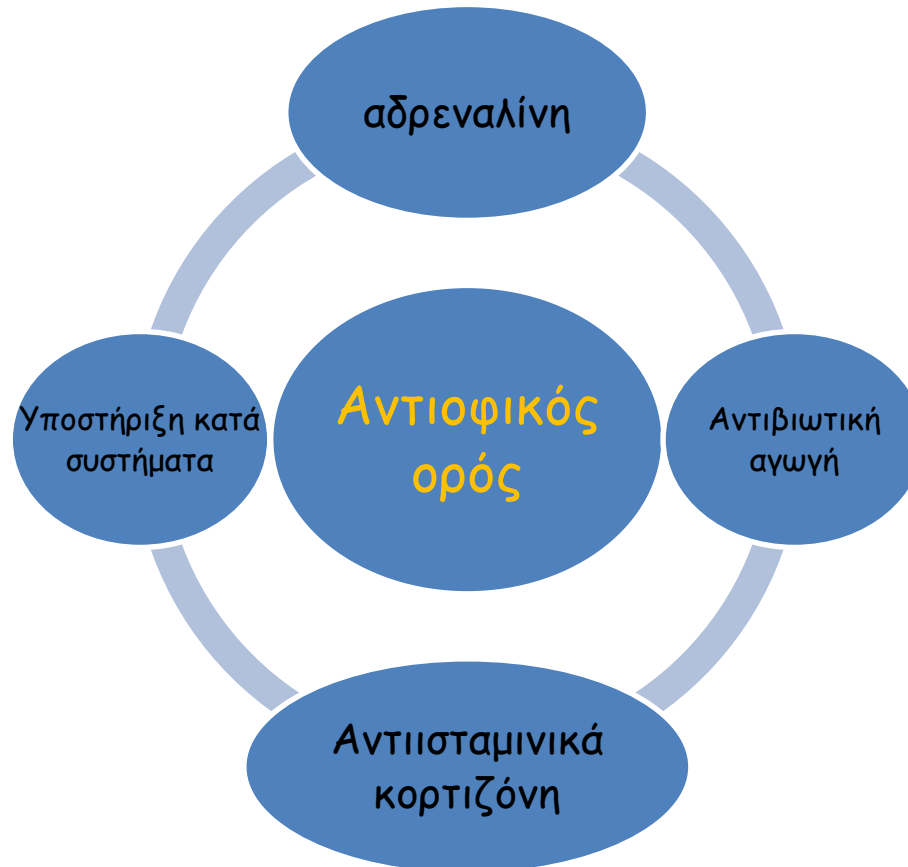 αδρεναλίνη
Υποστήριξη κατά
συστήματα
Αντιοφικός
ορός
Αντιβιωτική
αγωγή
Αντιισταμινικά
κορτιζόνη